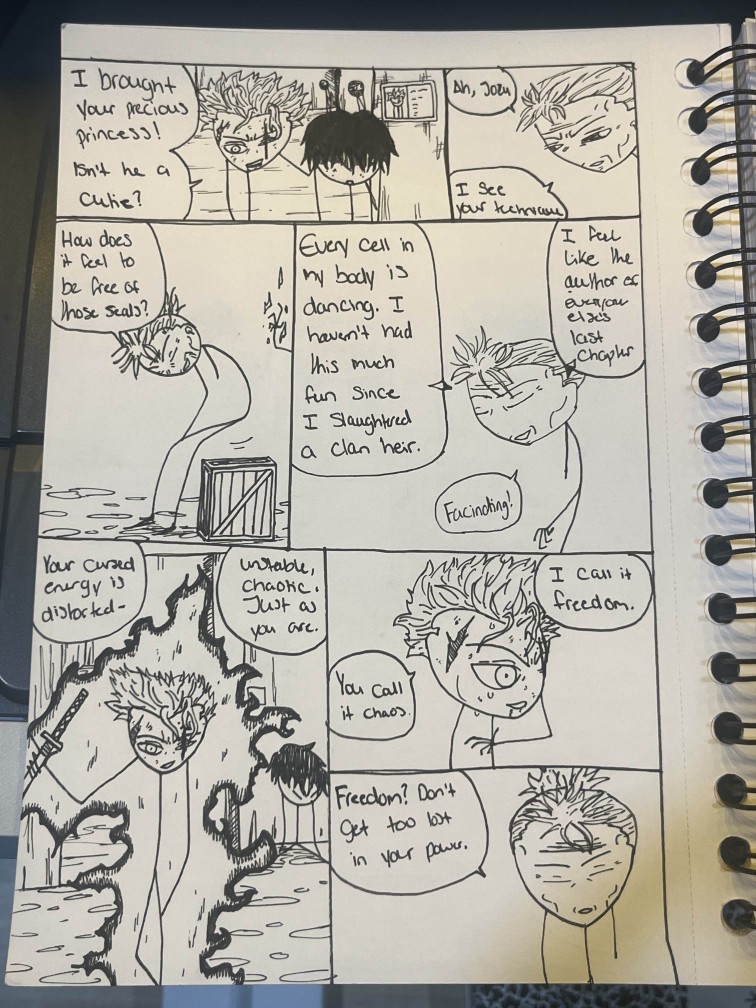 I brought
your precious
princess!
Isn't he a
cutie?
Ah, Jozu
I see
your technique
How does
it feel to
be free of
those seals?
Every cell in
my body is
dancing. I
haven't had
this much
fun since
I slaughtered
a clan heir.
I feel
like the
author of
everyone
else's
last
chapter
Facinating!
Your cursed
energy is
distorted-
unstable,
chaotic.
Just as
you are.
You call
it chaos.
I call it
freedom.
Freedom? Don't
get too lost
in your power.